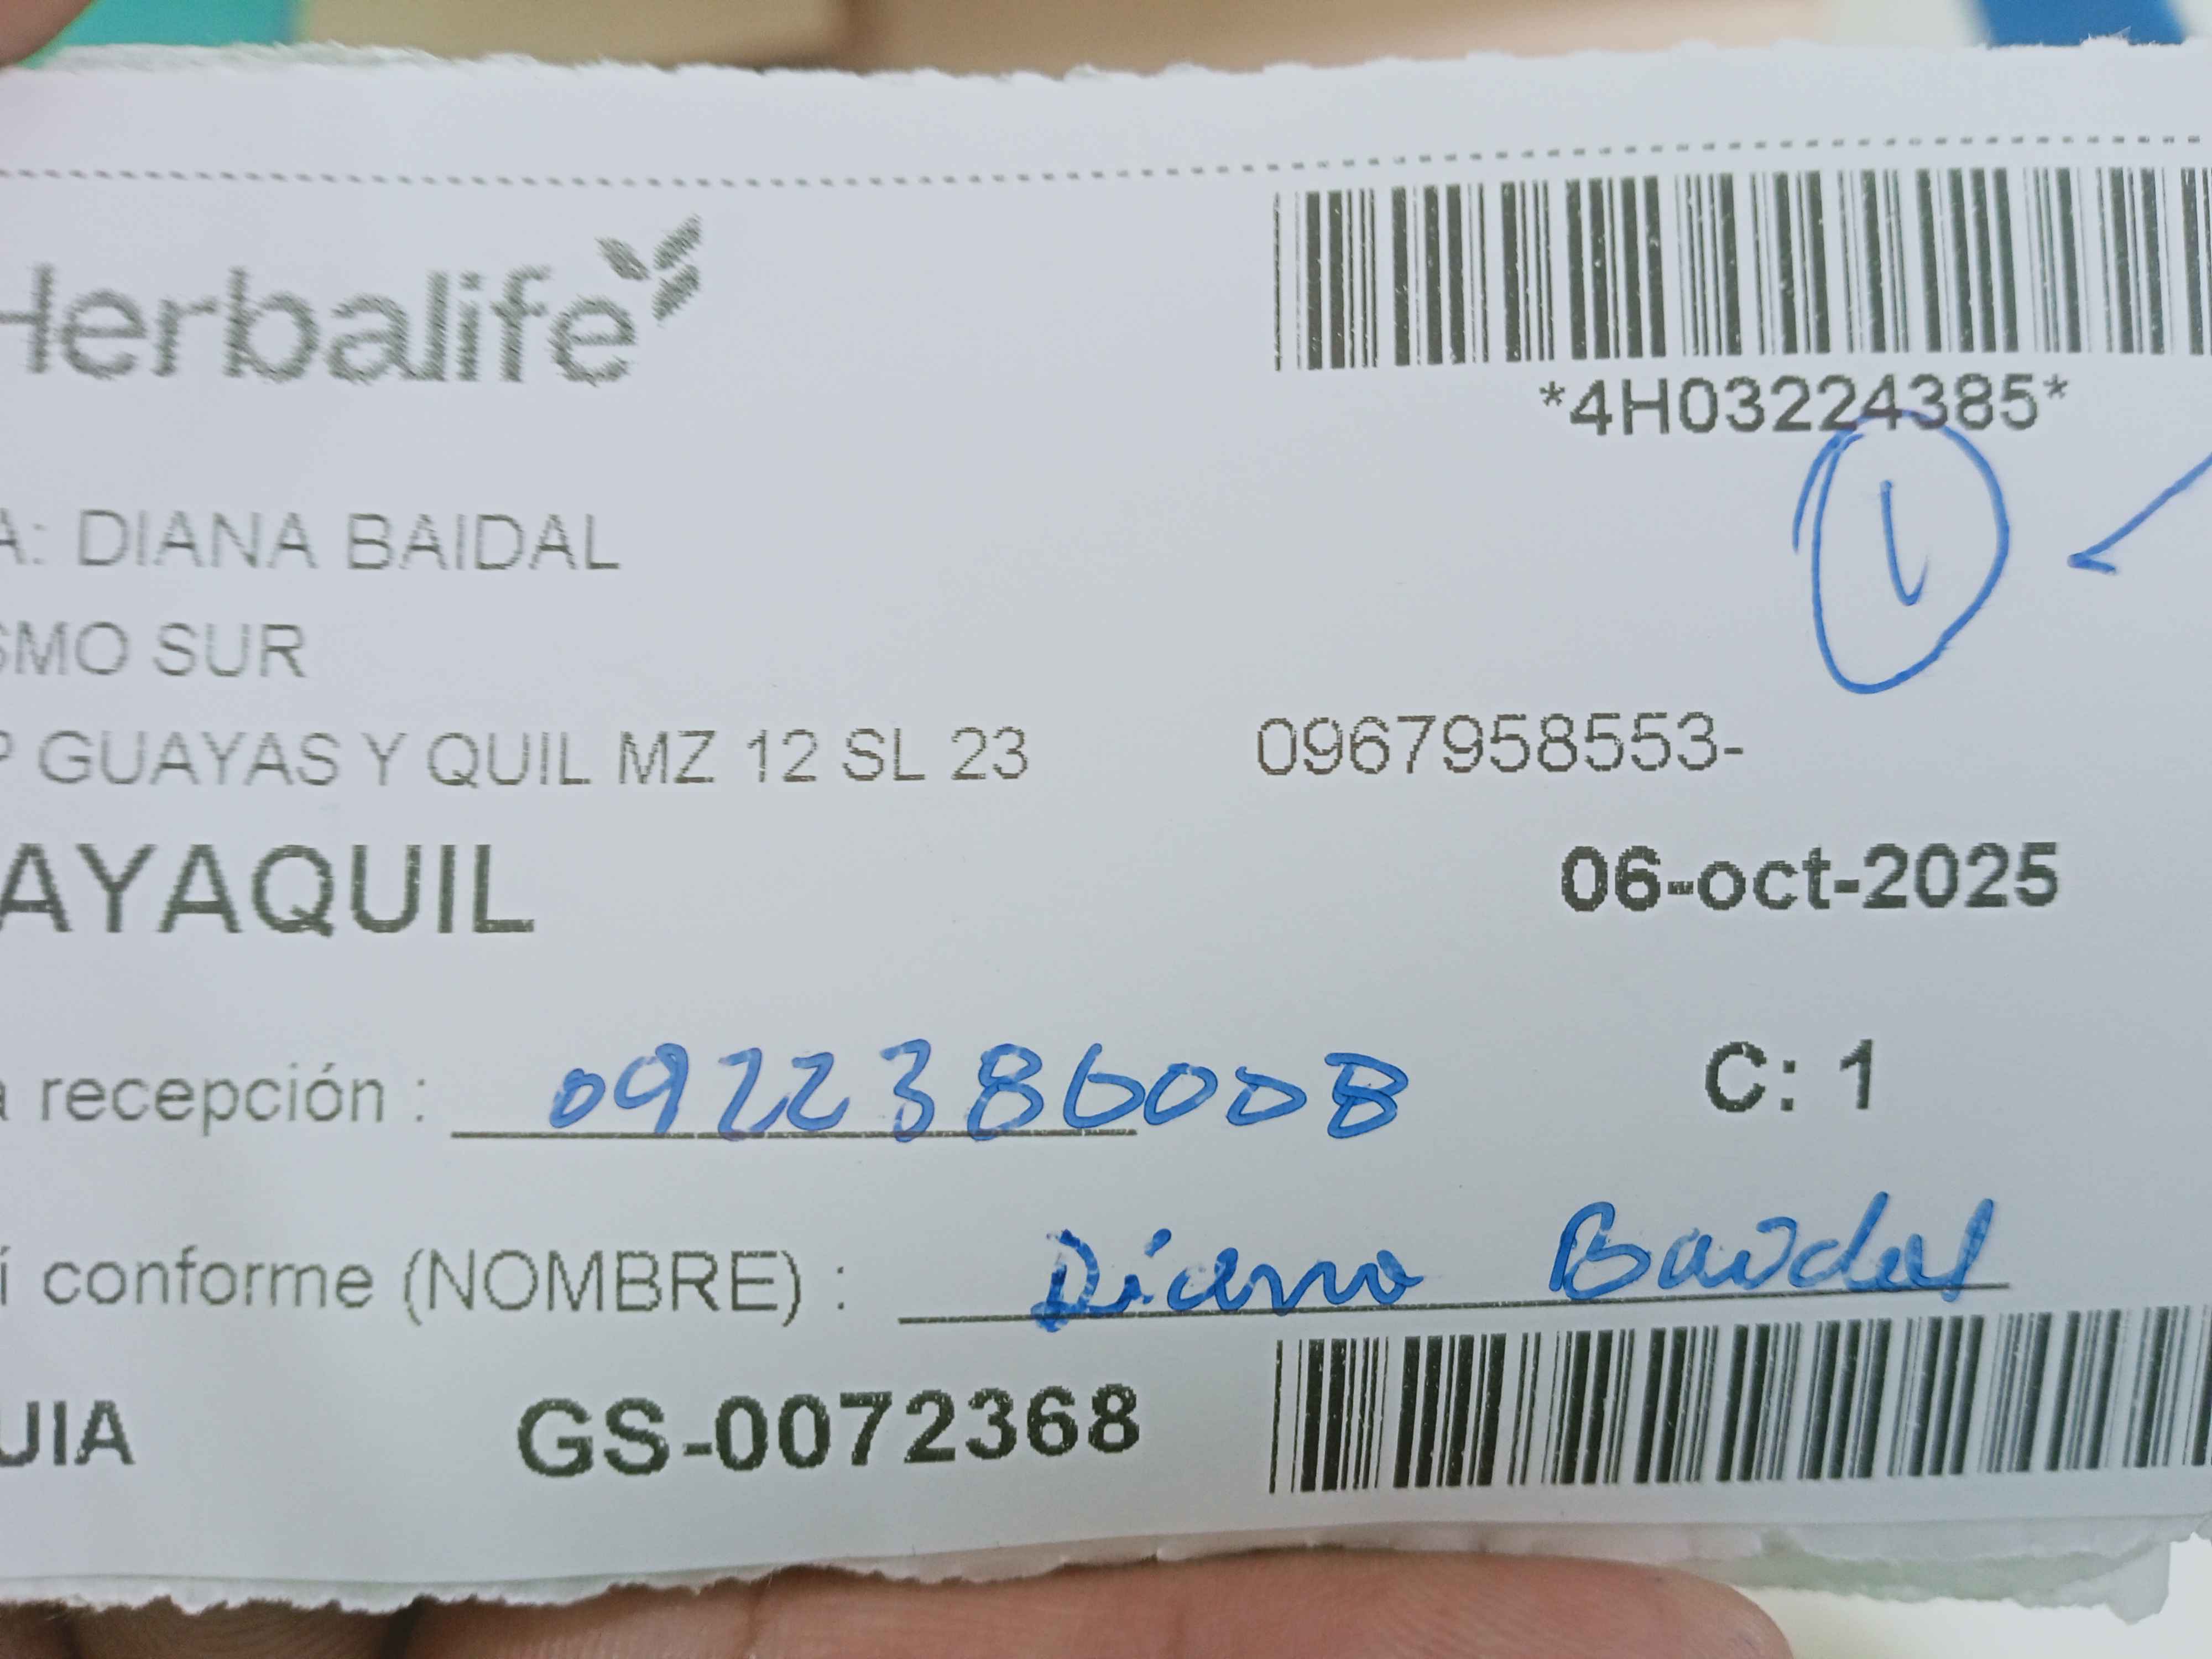 Herbalife
*4H03224385*
1
A: DIANA BAIDAL
SMO SUR
P GUAYAS Y QUIL MZ 12 SL 23 0967958553-
AYAQUIL 06-oct-2025
a recepción : 0922386008 C: 1
í conforme (NOMBRE) : Diana Baidal
UIA GS-0072368